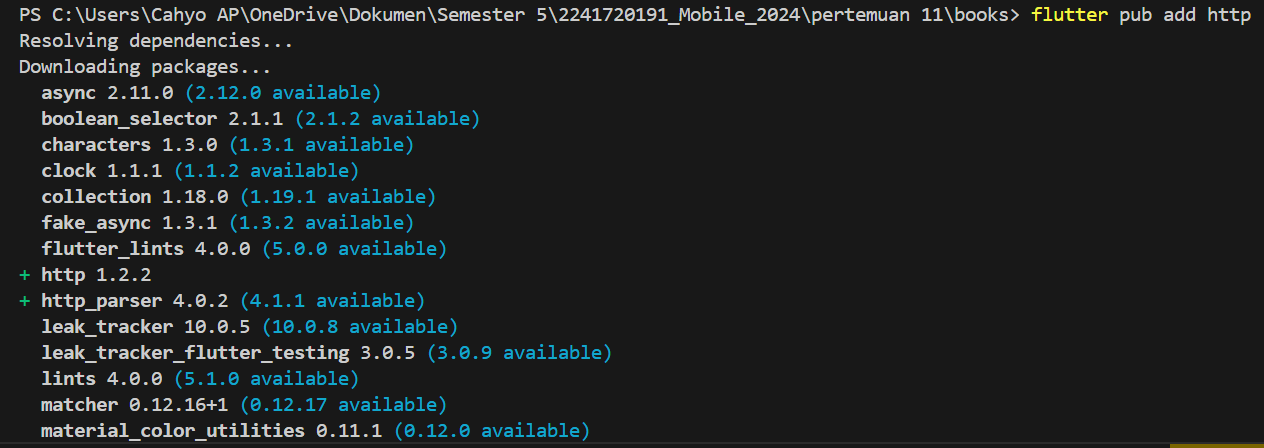 PS C:\Users\Cahyo AP\OneDrive\Dokumen\Semester 5\2241720191_Mobile_2024\pertemuan 11\books> flutter pub add http
Resolving dependencies...
Downloading packages...
  async 2.11.0 (2.12.0 available)
  boolean_selector 2.1.1 (2.1.2 available)
  characters 1.3.0 (1.3.1 available)
  clock 1.1.1 (1.1.2 available)
  collection 1.18.0 (1.19.1 available)
  fake_async 1.3.1 (1.3.2 available)
  flutter_lints 4.0.0 (5.0.0 available)
+ http 1.2.2
+ http_parser 4.0.2 (4.1.1 available)
  leak_tracker 10.0.5 (10.0.8 available)
  leak_tracker_flutter_testing 3.0.5 (3.0.9 available)
  lints 4.0.0 (5.1.0 available)
  matcher 0.12.16+1 (0.12.17 available)
  material_color_utilities 0.11.1 (0.12.0 available)